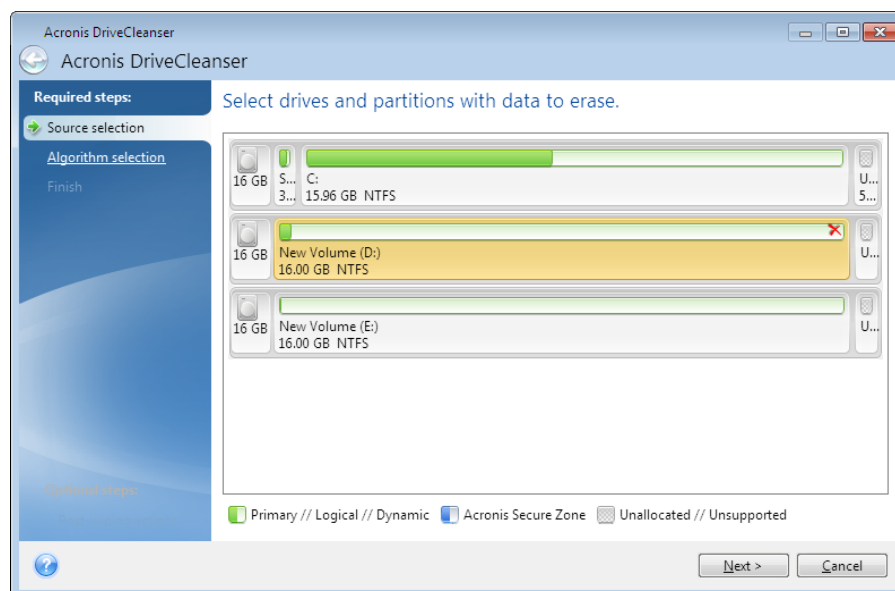 Acronis DriveCleanser
Acronis DriveCleanser
Required steps:
Source selection
Algorithm selection
Finish
Select drives and partitions with data to erase.
16 GB
S...
3...
C:
15.96 GB NTFS
U...
5...
16 GB
New Volume (D:)
16.00 GB NTFS
U...
16 GB
New Volume (E:)
16.00 GB NTFS
U...
Optional steps:
Primary // Logical // Dynamic
Acronis Secure Zone
Unallocated // Unsupported
?
Next >
Cancel